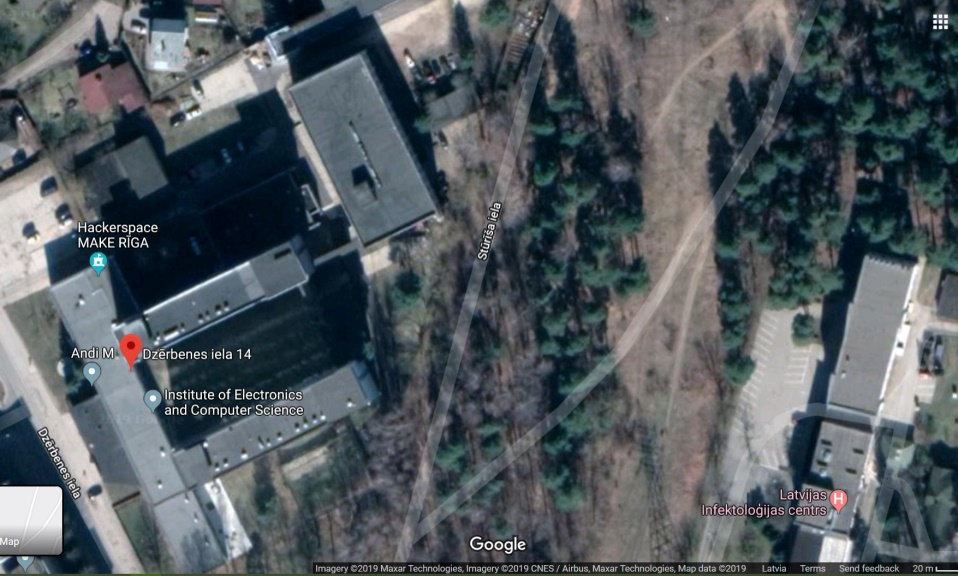 Hackerspace
MAKE RĪGA
Stūrīša iela
Andi M
Dzērbenes iela 14
Institute of Electronics
and Computer Science
Dzērbenes iela
Latvijas
Infektoloģijas centrs
H
Map
Google
Imagery ©2019 Maxar Technologies, Imagery ©2019 CNES / Airbus, Maxar Technologies, Map data ©2019 Latvia Terms Send feedback 20 m